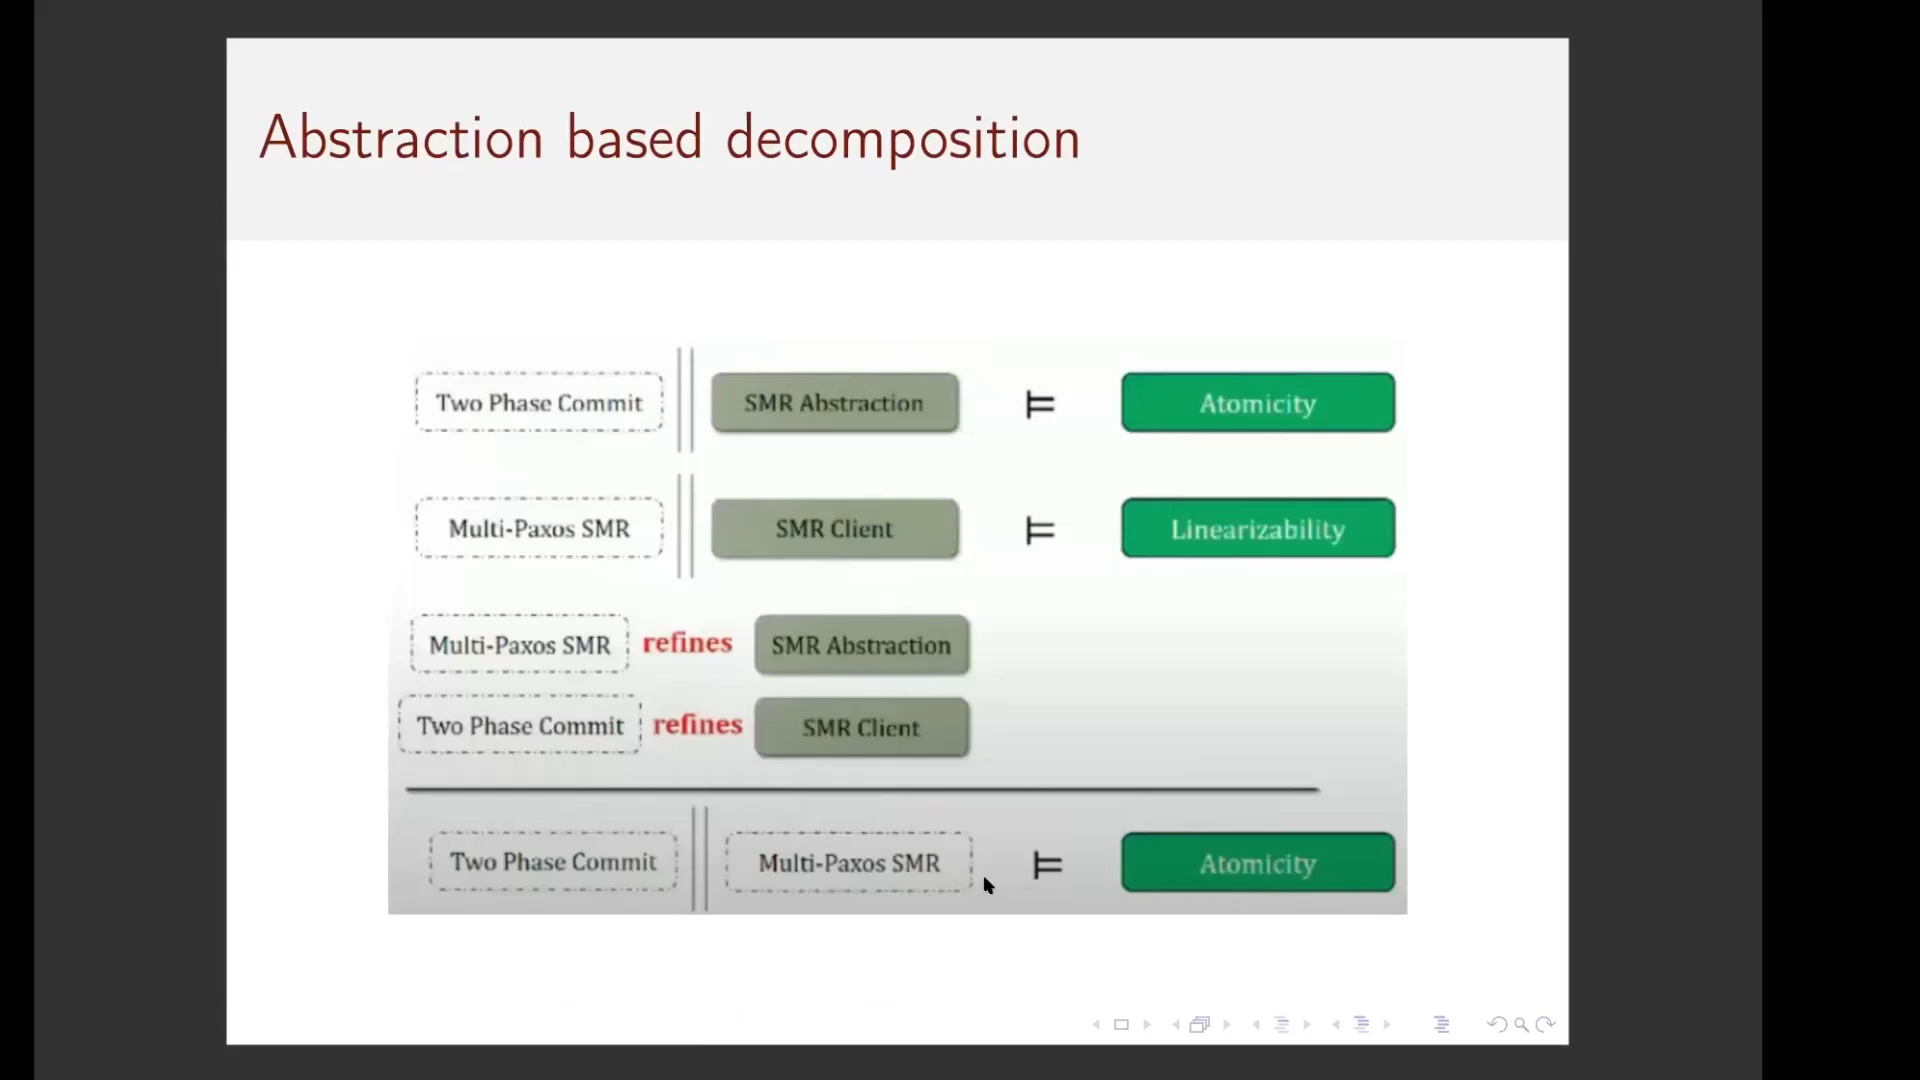 Abstraction based decomposition
Two Phase Commit || SMR Abstraction ⊨ Atomicity
Multi-Paxos SMR || SMR Client ⊨ Linearizability
Multi-Paxos SMR refines SMR Abstraction
Two Phase Commit refines SMR Client
Two Phase Commit || Multi-Paxos SMR ⊨ Atomicity